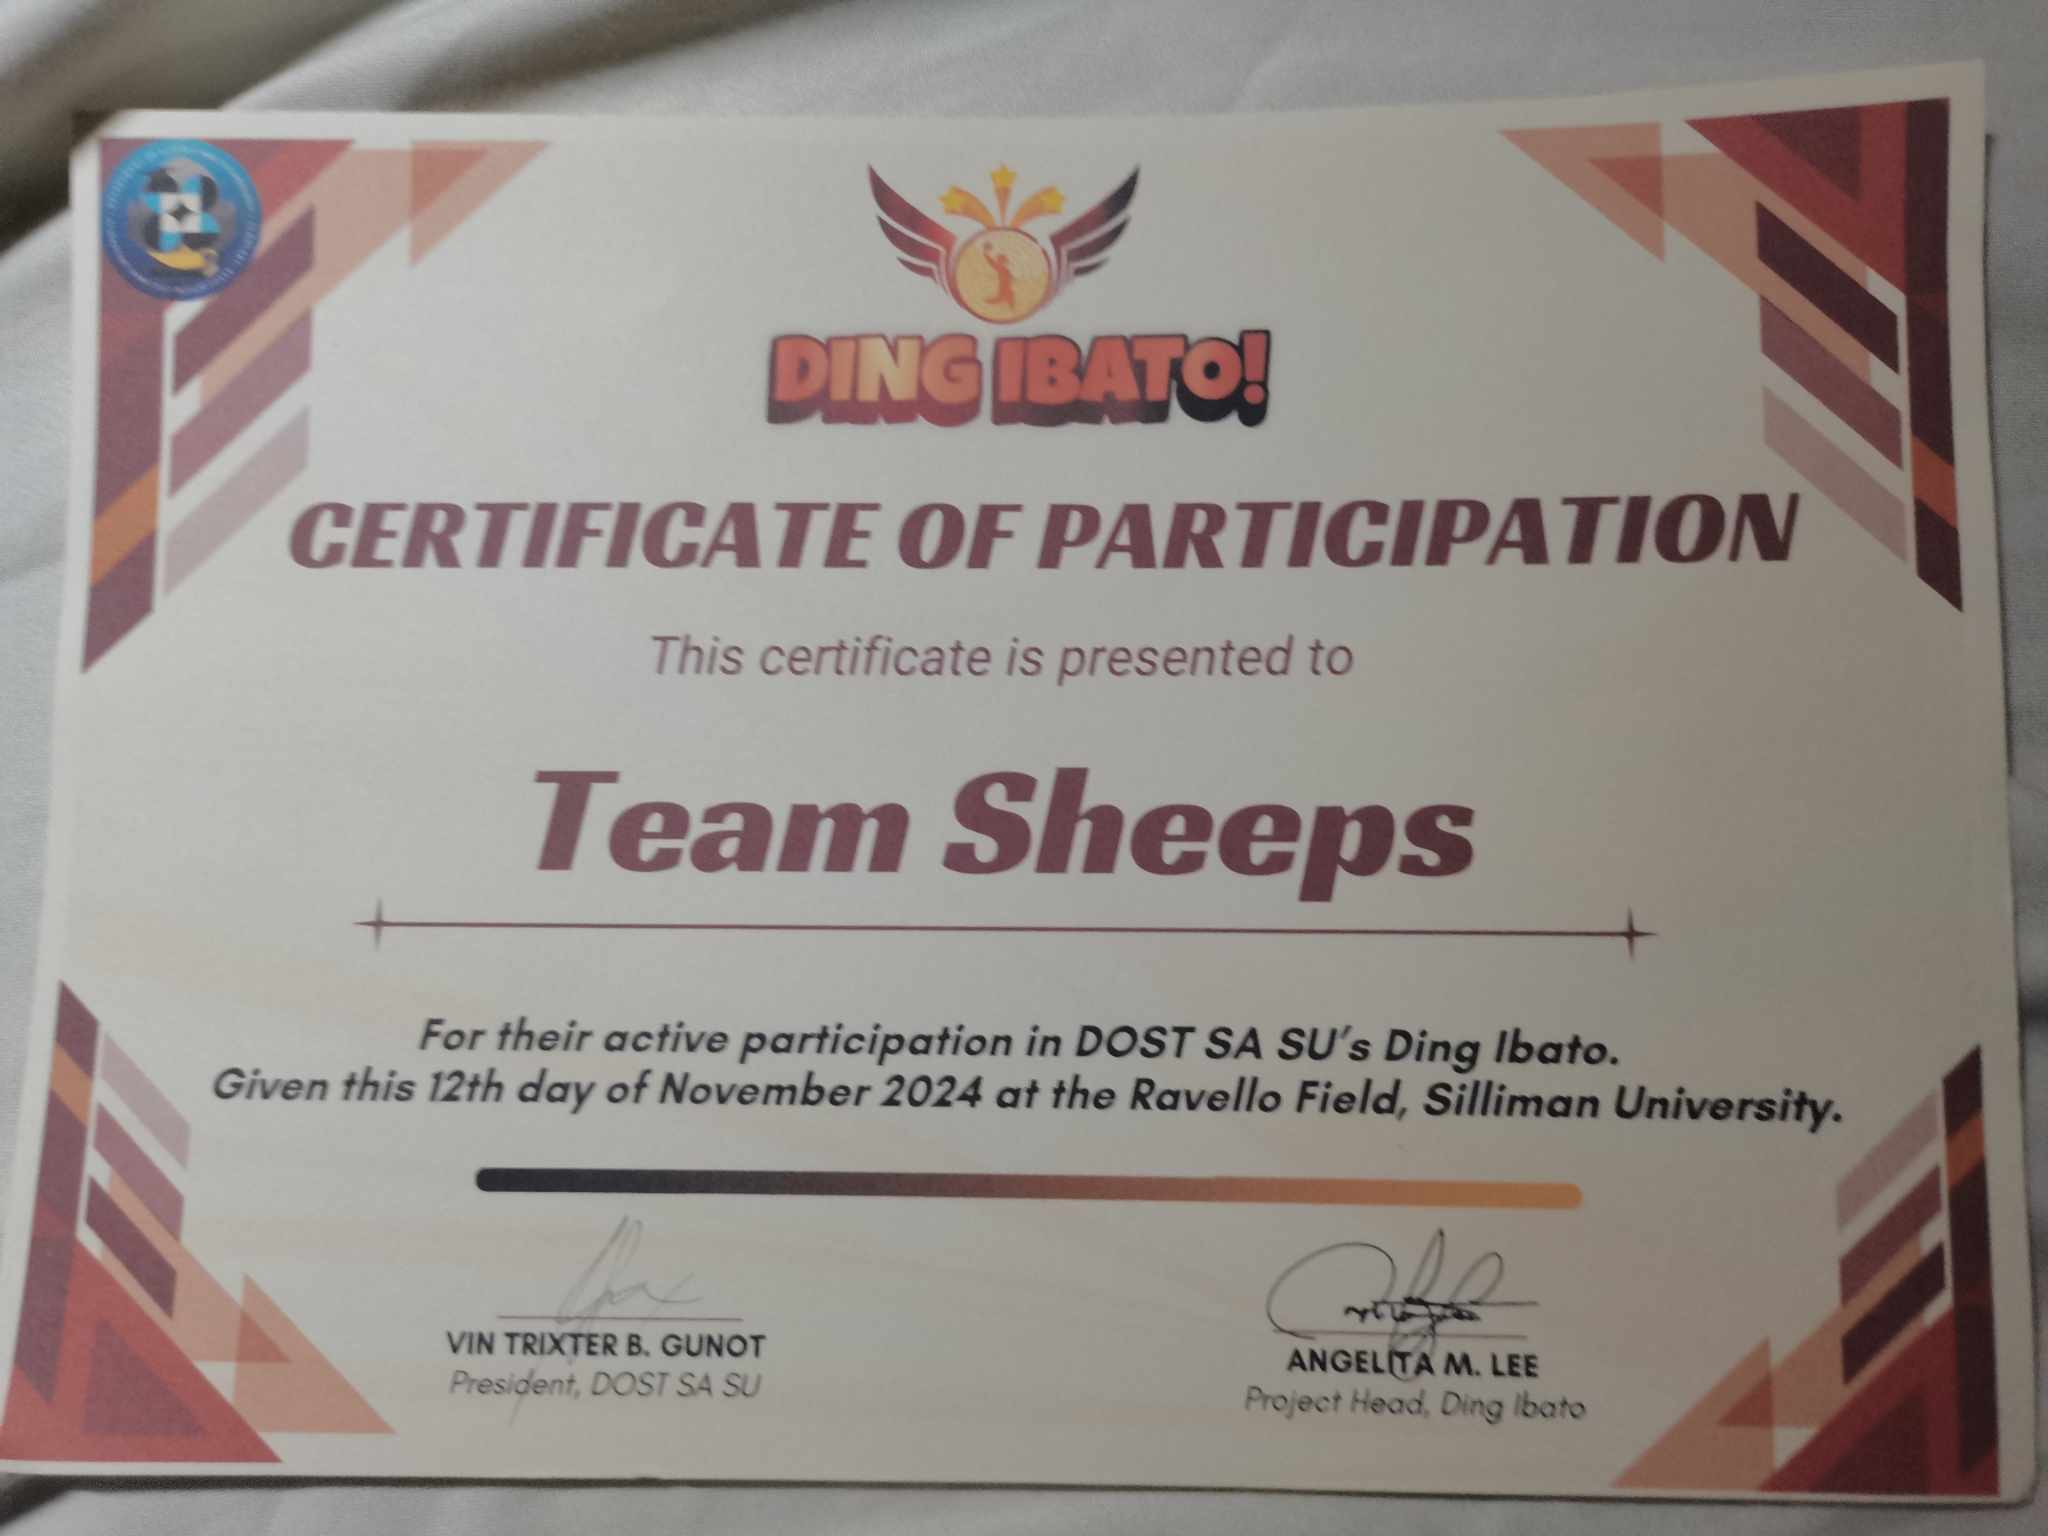 DING IBATO!
CERTIFICATE OF PARTICIPATION
This certificate is presented to
Team Sheeps
For their active participation in DOST SA SU's Ding Ibato.
Given this 12th day of November 2024 at the Ravello Field, Silliman University.
VIN TRIXTER B. GUNOT
President, DOST SA SU
ANGELITA M. LEE
Project Head, Ding Ibato